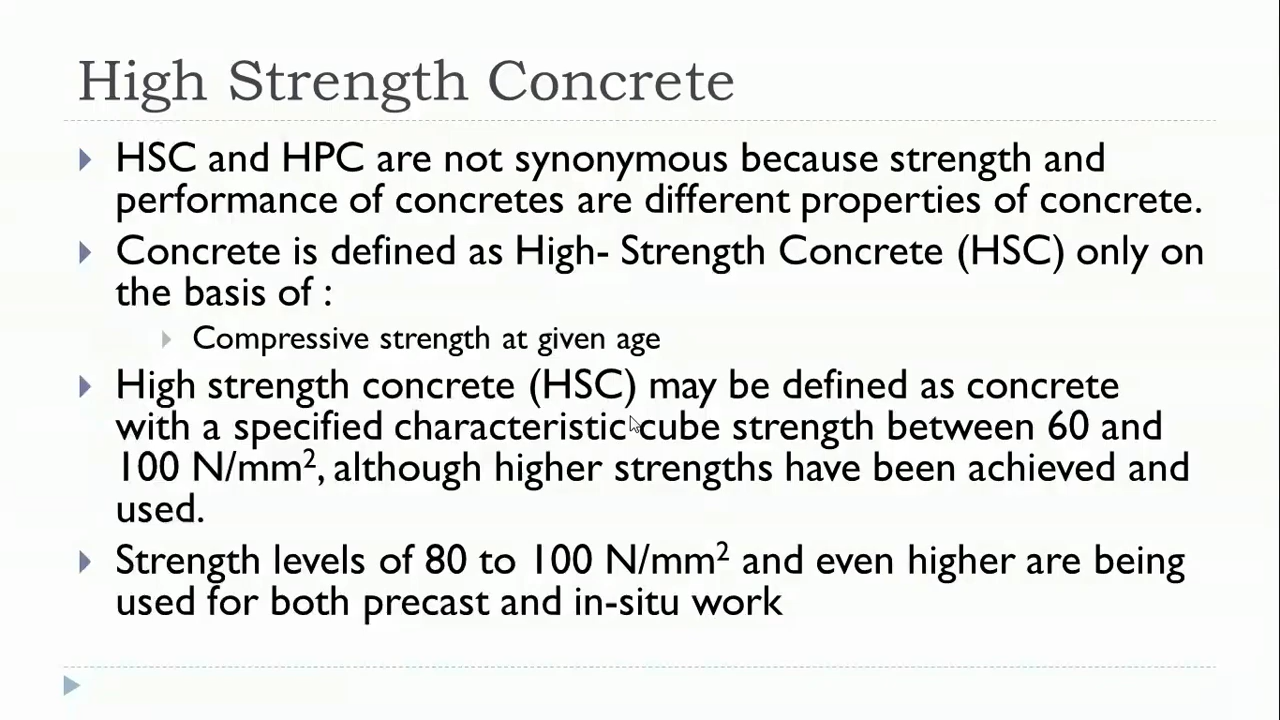 High Strength Concrete
HSC and HPC are not synonymous because strength and
performance of concretes are different properties of concrete.
Concrete is defined as High- Strength Concrete (HSC) only on
the basis of :
Compressive strength at given age
High strength concrete (HSC) may be defined as concrete
with a specified characteristic cube strength between 60 and
100 N/mm², although higher strengths have been achieved and
used.
Strength levels of 80 to 100 N/mm² and even higher are being
used for both precast and in-situ work